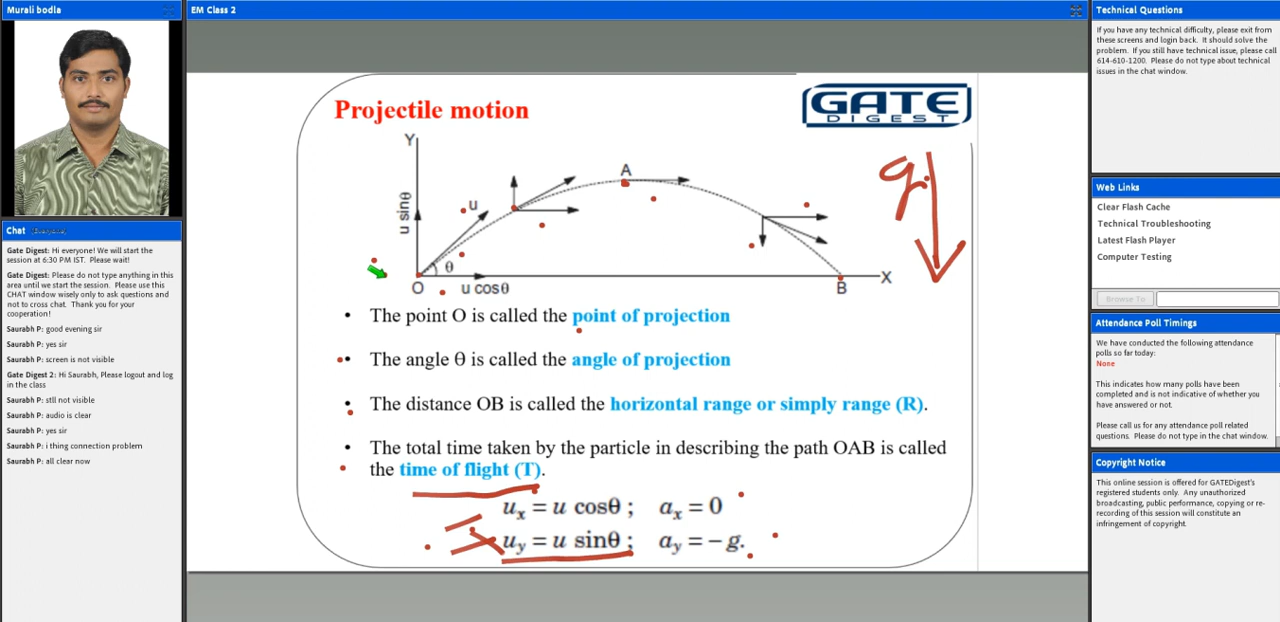 Murali bodla
Chat (Everyone)
Gate Digest: Hi everyone! We will start the
session at 6:30 PM IST. Please wait!
Gate Digest: Please do not type anything in this
area until we start the session. Please use this
CHAT window wisely only to ask questions and
not to cross chat. Thank you for your
cooperation!
Saurabh P: good evening sir
Saurabh P: yes sir
Saurabh P: screen is not visible
Gate Digest 2: Hi Saurabh, Please logout and log
in the class
Saurabh P: stll not visible
Saurabh P: audio is clear
Saurabh P: yes sir
Saurabh P: i thing connection problem
Saurabh P: all clear now
EM Class 2
Projectile motion
GATE
DIGEST
Y
A
u
u sinθ
θ
X
O
u cosθ
B
g
• The point O is called the point of projection
• The angle θ is called the angle of projection
• The distance OB is called the horizontal range or simply range (R).
• The total time taken by the particle in describing the path OAB is called
the time of flight (T).
uₓ = u cosθ ; aₓ = 0
u_y = u sinθ ; a_y = − g.
Technical Questions
If you have any technical difficulty, please exit from
these screens and login back. It should solve the
problem. If you still have technical issue, please call
614-610-1200. Please do not type about technical
issues in the chat window.
Web Links
Clear Flash Cache
Technical Troubleshooting
Latest Flash Player
Computer Testing
Browse To
Attendance Poll Timings
We have conducted the following attendance
polls so far today:
None
This indicates how many polls have been
completed and is not indicative of whether you
have answered or not.
Please call us for any attendance poll related
questions. Please do not type in the chat window.
Copyright Notice
This online session is offered for GATEDigest's
registered students only. Any unauthorized
broadcasting, public performance, copying or re-
recording of this session will constitute an
infringement of copyright.